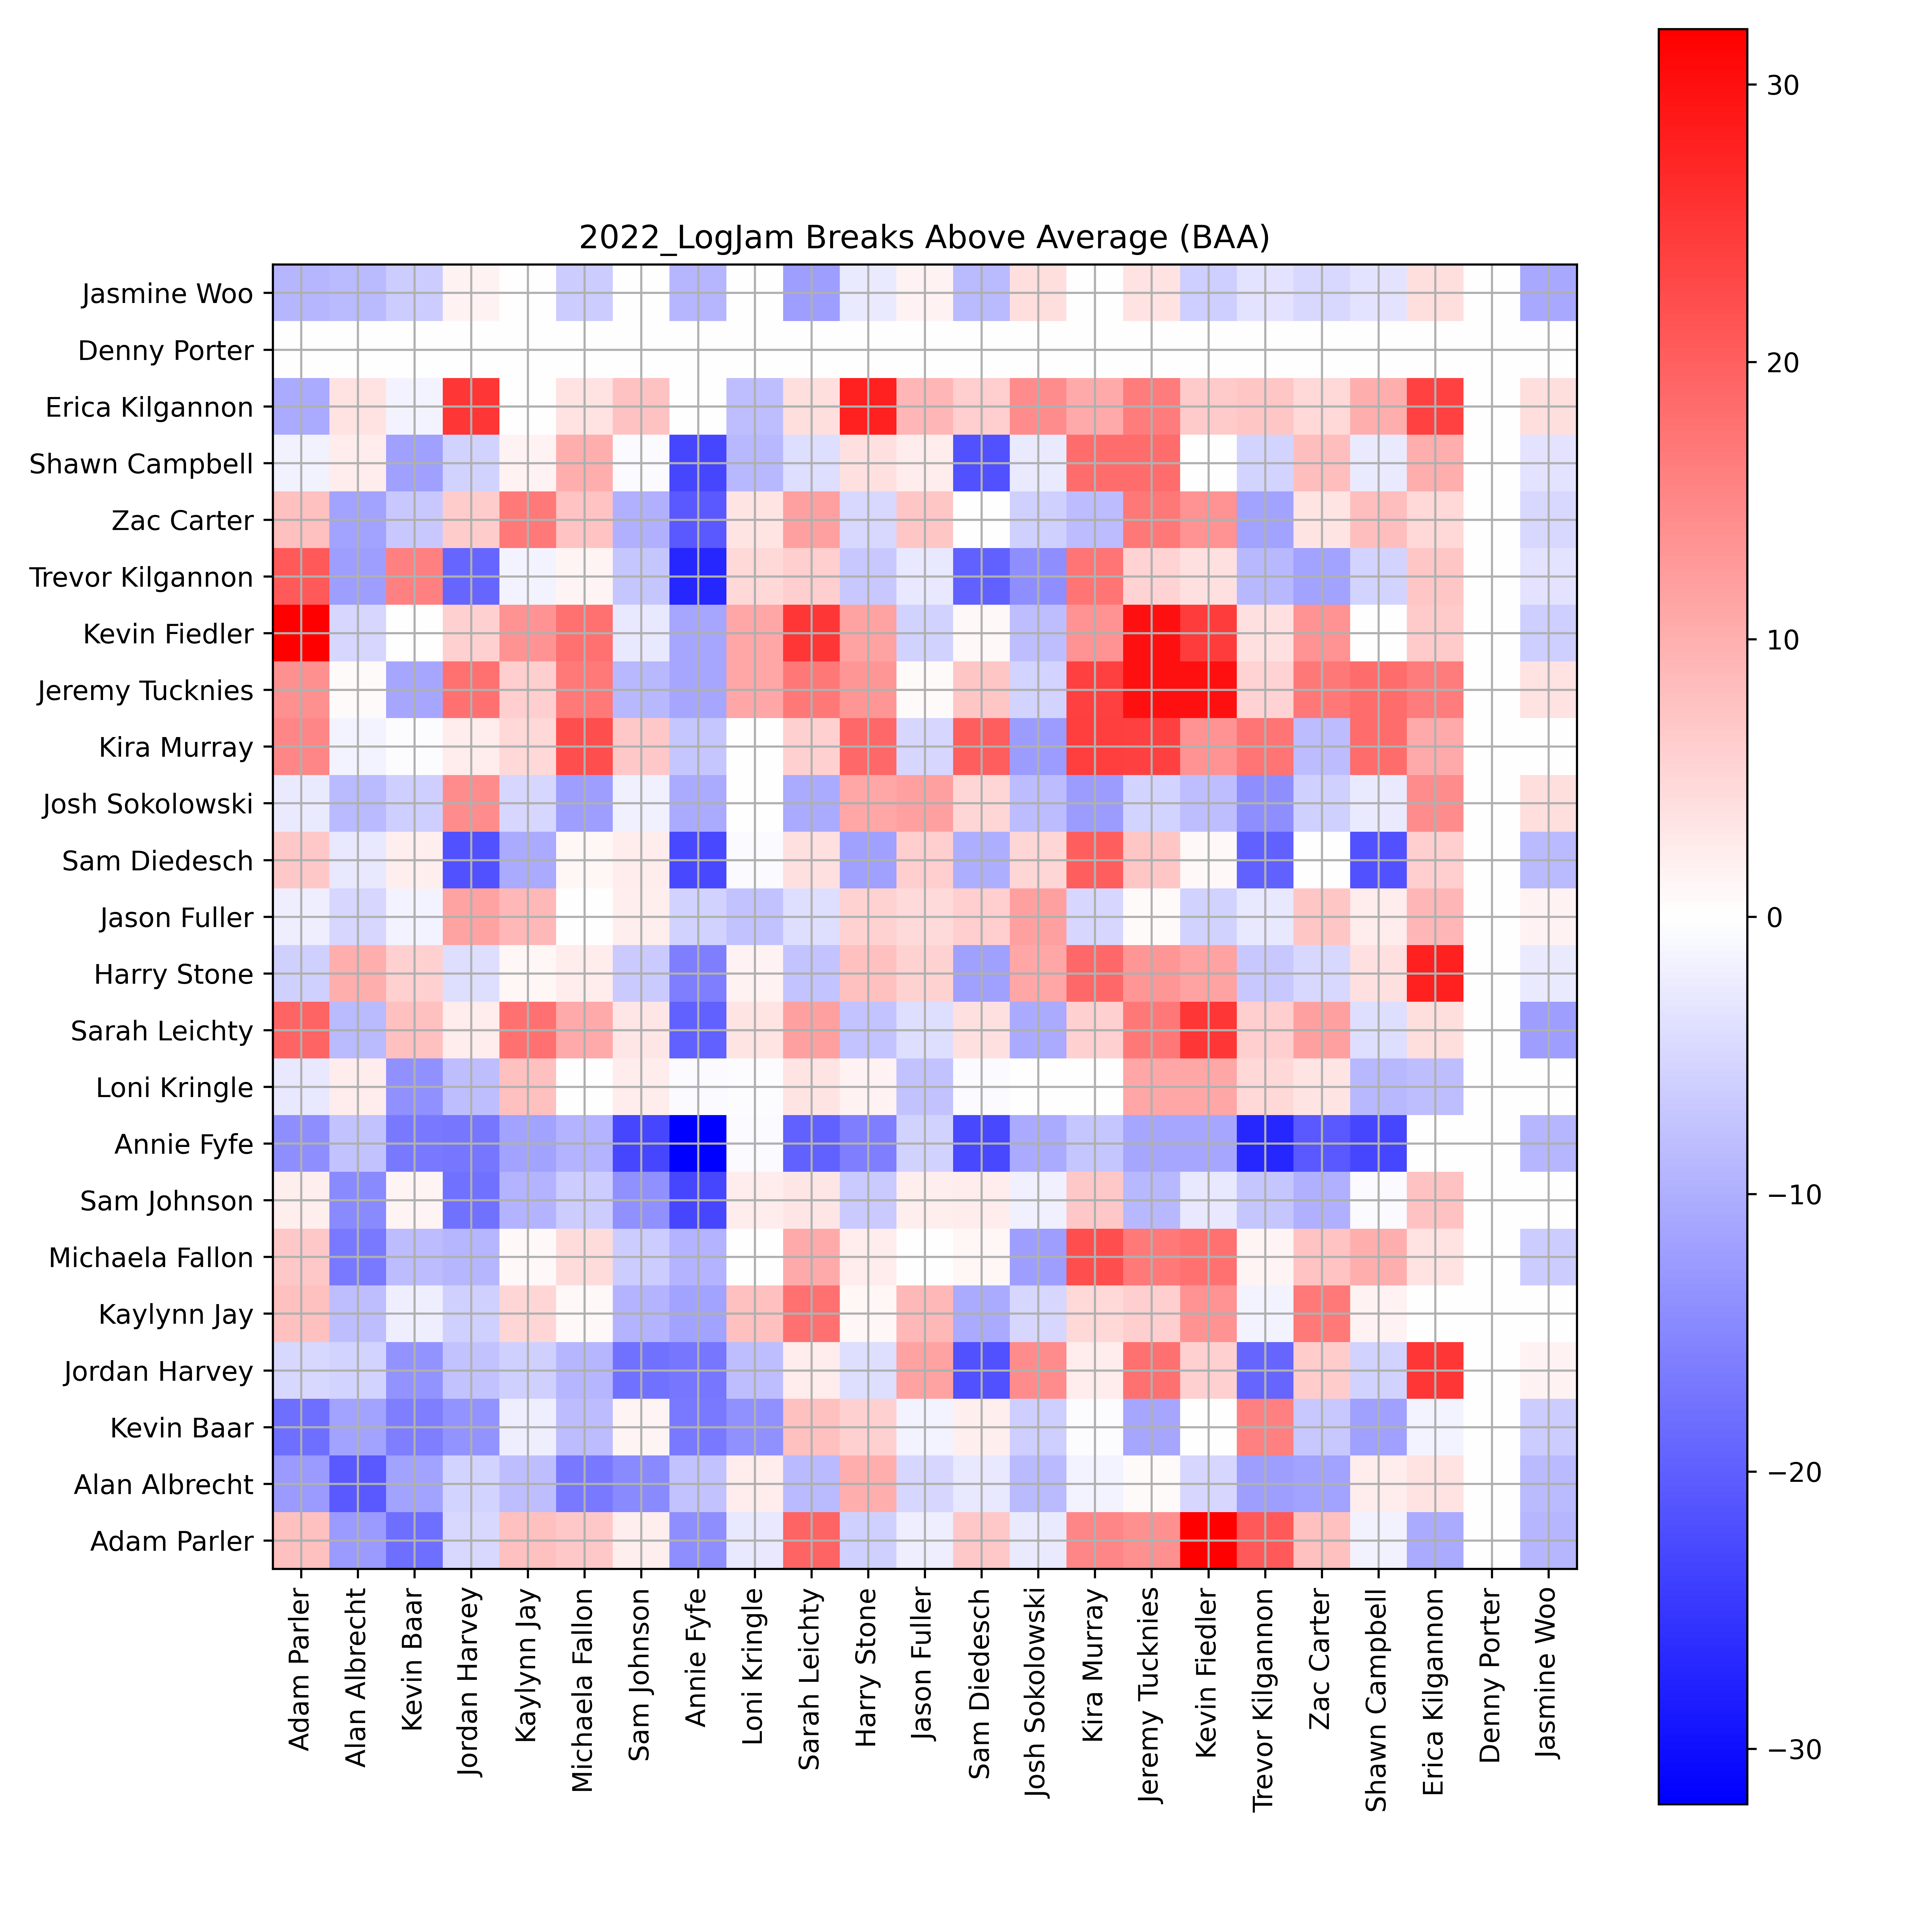 2022_LogJam Breaks Above Average (BAA)
Jasmine Woo
Denny Porter
Erica Kilgannon
Shawn Campbell
Zac Carter
Trevor Kilgannon
Kevin Fiedler
Jeremy Tucknies
Kira Murray
Josh Sokolowski
Sam Diedesch
Jason Fuller
Harry Stone
Sarah Leichty
Loni Kringle
Annie Fyfe
Sam Johnson
Michaela Fallon
Kaylynn Jay
Jordan Harvey
Kevin Baar
Alan Albrecht
Adam Parler
Adam Parler
Alan Albrecht
Kevin Baar
Jordan Harvey
Kaylynn Jay
Michaela Fallon
Sam Johnson
Annie Fyfe
Loni Kringle
Sarah Leichty
Harry Stone
Jason Fuller
Sam Diedesch
Josh Sokolowski
Kira Murray
Jeremy Tucknies
Kevin Fiedler
Trevor Kilgannon
Zac Carter
Shawn Campbell
Erica Kilgannon
Denny Porter
Jasmine Woo
30
20
10
0
−10
−20
−30